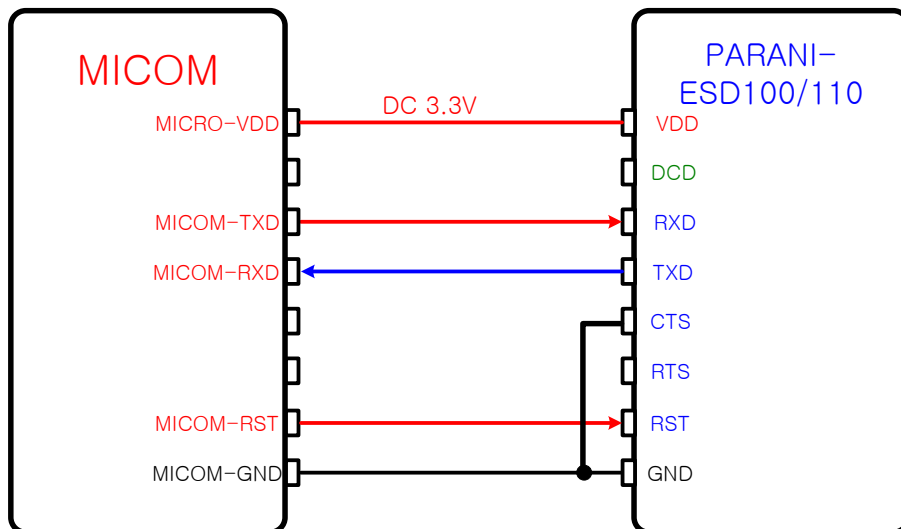 MICOM
PARANI-
ESD100/110
DC 3.3V
MICRO-VDD
VDD
DCD
MICOM-TXD
RXD
MICOM-RXD
TXD
CTS
RTS
MICOM-RST
RST
MICOM-GND
GND